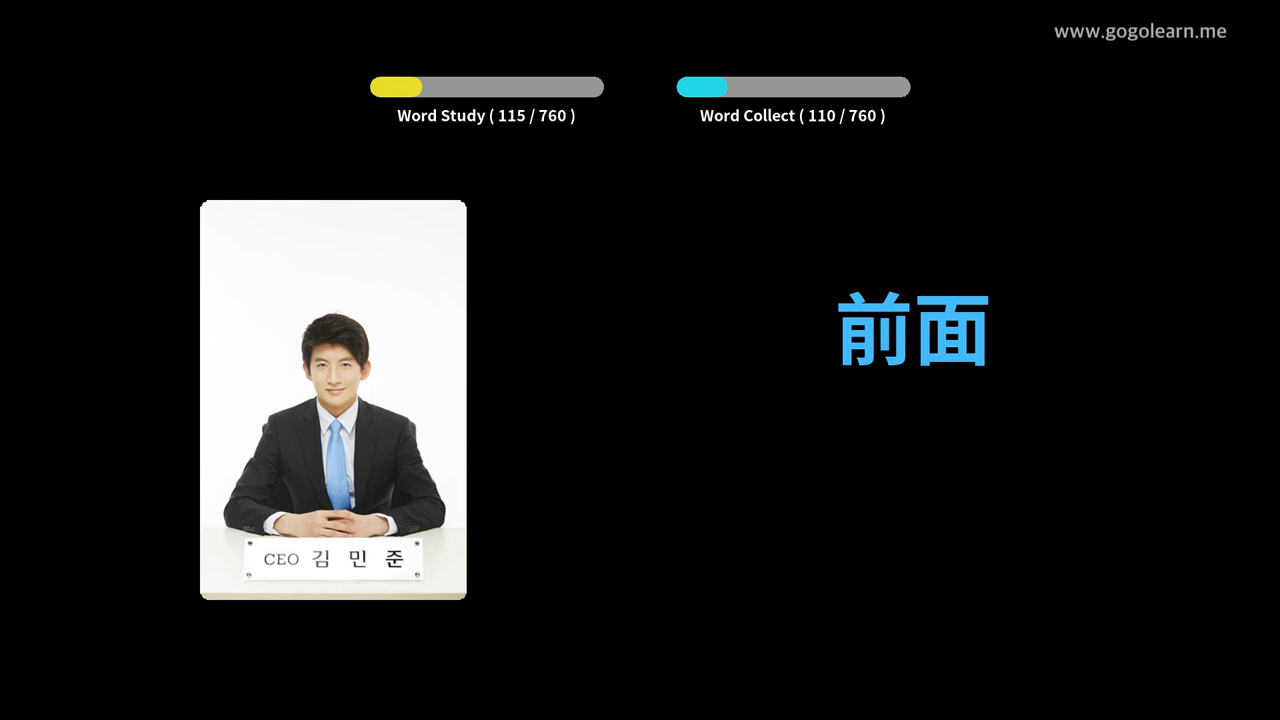 www.gogolearn.me
Word Study ( 115 / 760 )
Word Collect ( 110 / 760 )
前面
CEO 김 민 준